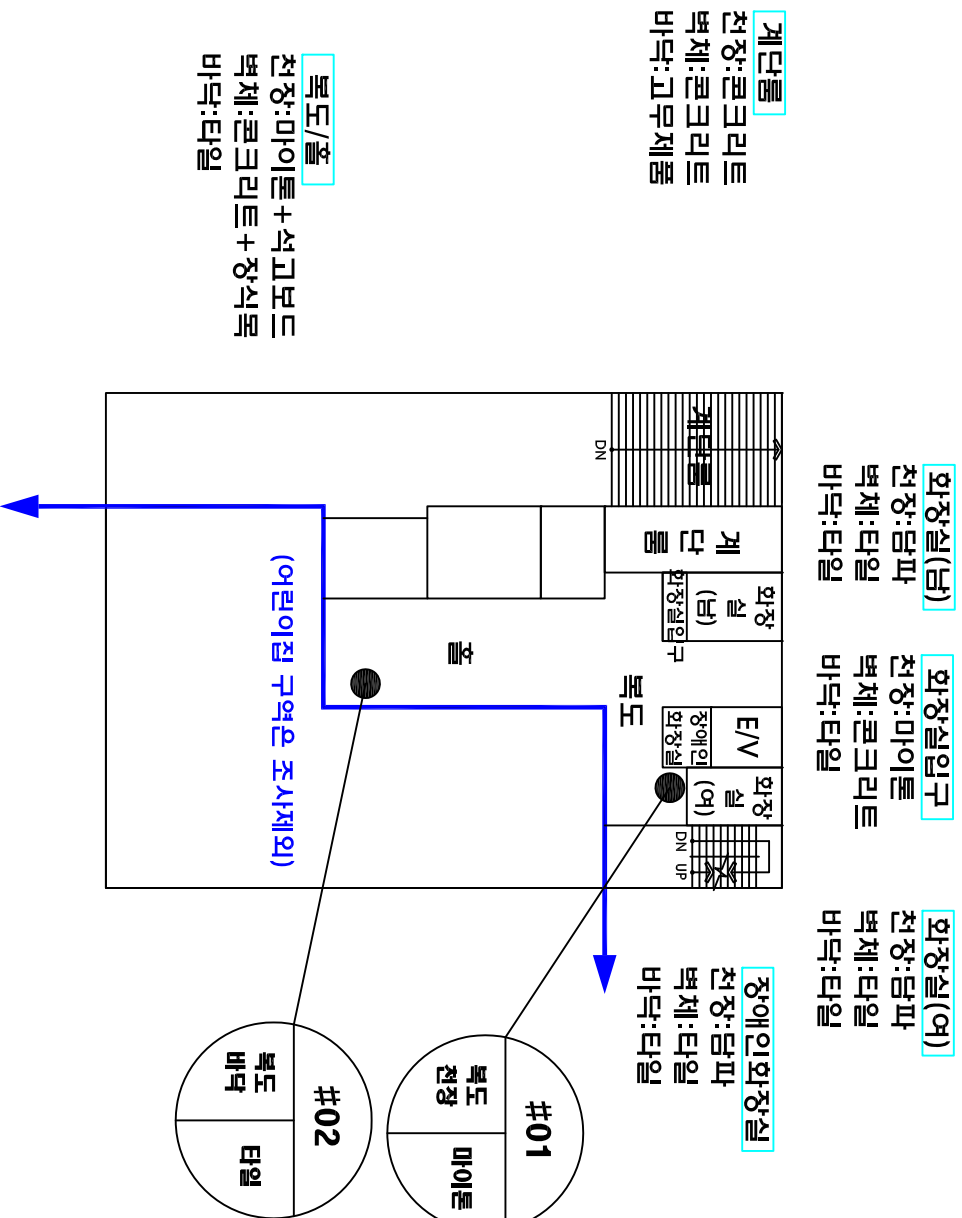 화장실(남)
천장:담파
벽체:타일
바닥:타일
화장실입구
천장:마이톤
벽체:콘크리트
바닥:타일
화장실(여)
천장:담파
벽체:타일
바닥:타일
계단룸
천장:콘크리트
벽체:콘크리트
바닥:고무제품
장애인화장실
천장:담파
벽체:타일
바닥:타일
복도/홀
천장:마이톤+석고보드
벽체:콘크리트+장식목
바닥:타일
계단룸
DN
계
단
룸
화장
실
(남)
화장실입구
E/V
장애인
화장실
화장
실
(여)
DN UP
복도
홀
(어린이집 구역은 조사제외)
#01
복도
천장
마이톤
#02
복도
바닥
타일